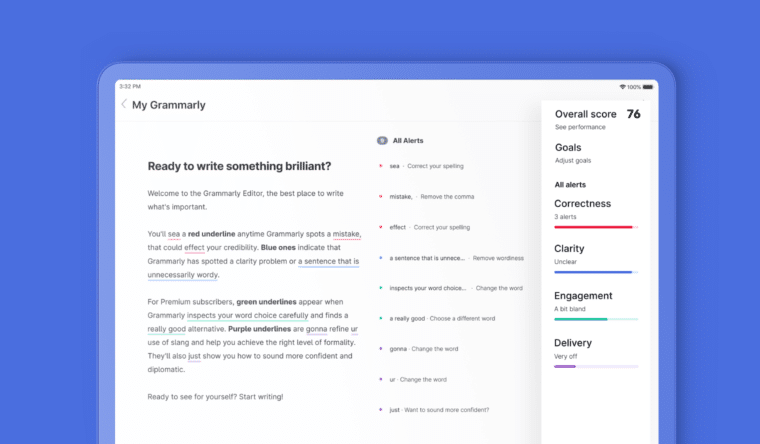 3:32 PM
100%
My Grammarly
Ready to write something brilliant?
Welcome to the Grammarly Editor, the best place to write
what's important.
You'll sea a red underline anytime Grammarly spots a mistake,
that could effect your credibility. Blue ones indicate that
Grammarly has spotted a clarity problem or a sentence that is
unnecessarily wordy.
For Premium subscribers, green underlines appear when
Grammarly inspects your word choice carefully and finds a
really good alternative. Purple underlines are gonna refine ur
use of slang and help you achieve the right level of formality.
They'll also just show you how to sound more confident and
diplomatic.
Ready to see for yourself? Start writing!
All Alerts
sea · Correct your spelling
mistake, · Remove the comma
effect · Correct your spelling
a sentence that is unnece... · Remove wordiness
inspects your word choice... · Change the word
a really good · Choose a different word
gonna · Change the word
ur · Change the word
just · Want to sound more confident?
Overall score 76
See performance
Goals
Adjust goals
All alerts
Correctness
3 alerts
Clarity
Unclear
Engagement
A bit bland
Delivery
Very off